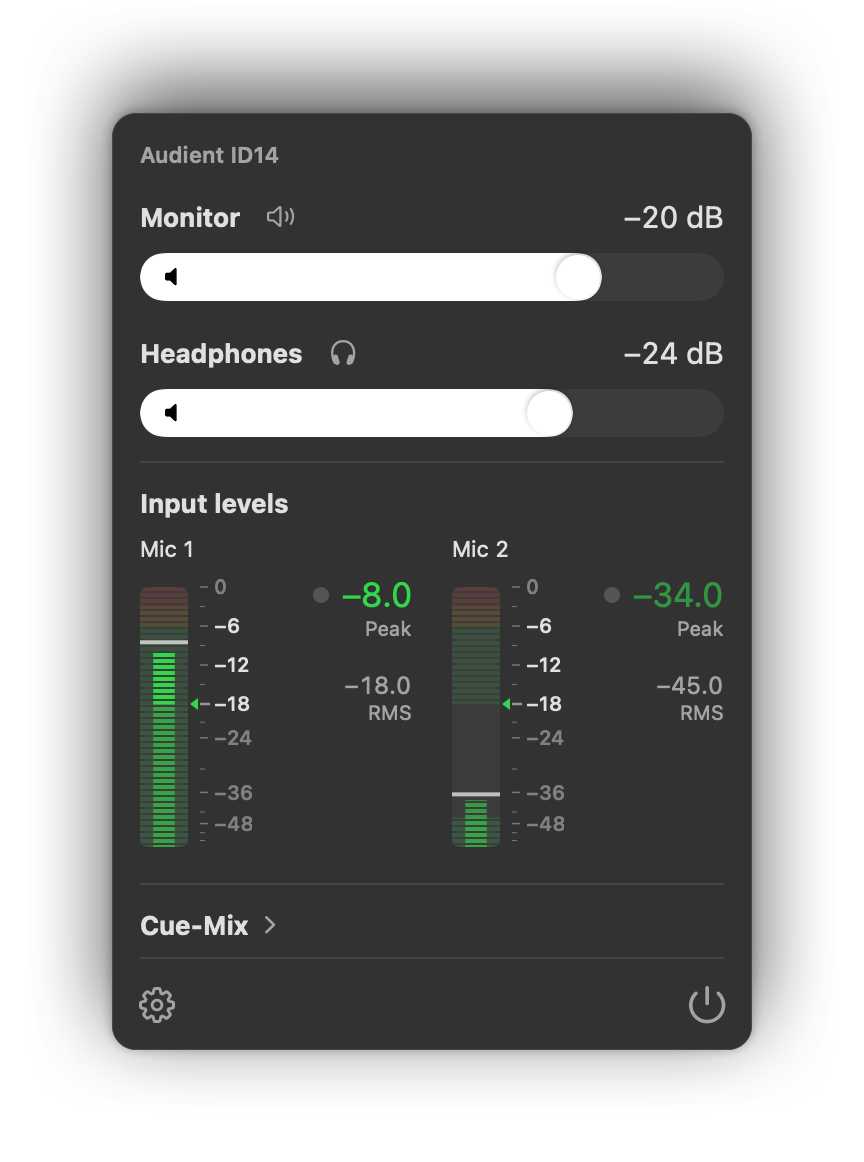 Audient ID14
Monitor –20 dB
Headphones –24 dB
Input levels
Mic 1
0
–6
–12
–18
–24
–36
–48
–8.0
Peak
–18.0
RMS
Mic 2
0
–6
–12
–18
–24
–36
–48
–34.0
Peak
–45.0
RMS
Cue-Mix